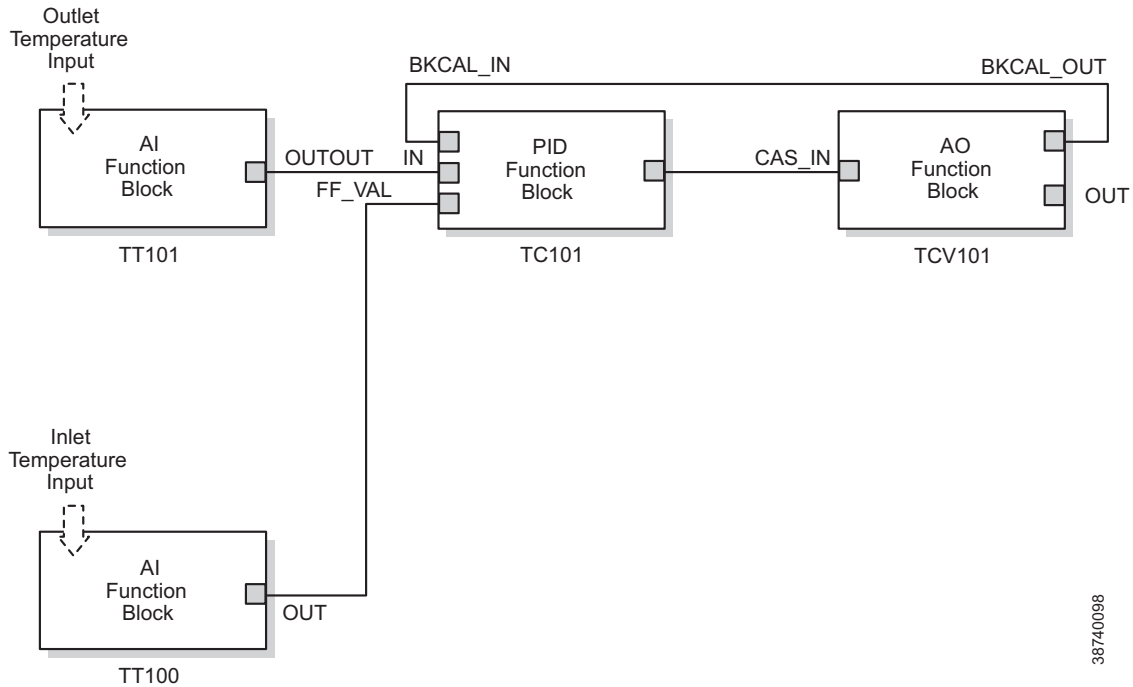 Outlet
Temperature
Input
BKCAL_IN
BKCAL_OUT
AI
Function
Block
PID
Function
Block
AO
Function
Block
OUTOUT
IN
CAS_IN
FF_VAL
OUT
TT101
TC101
TCV101
Inlet
Temperature
Input
AI
Function
Block
OUT
TT100
38740098